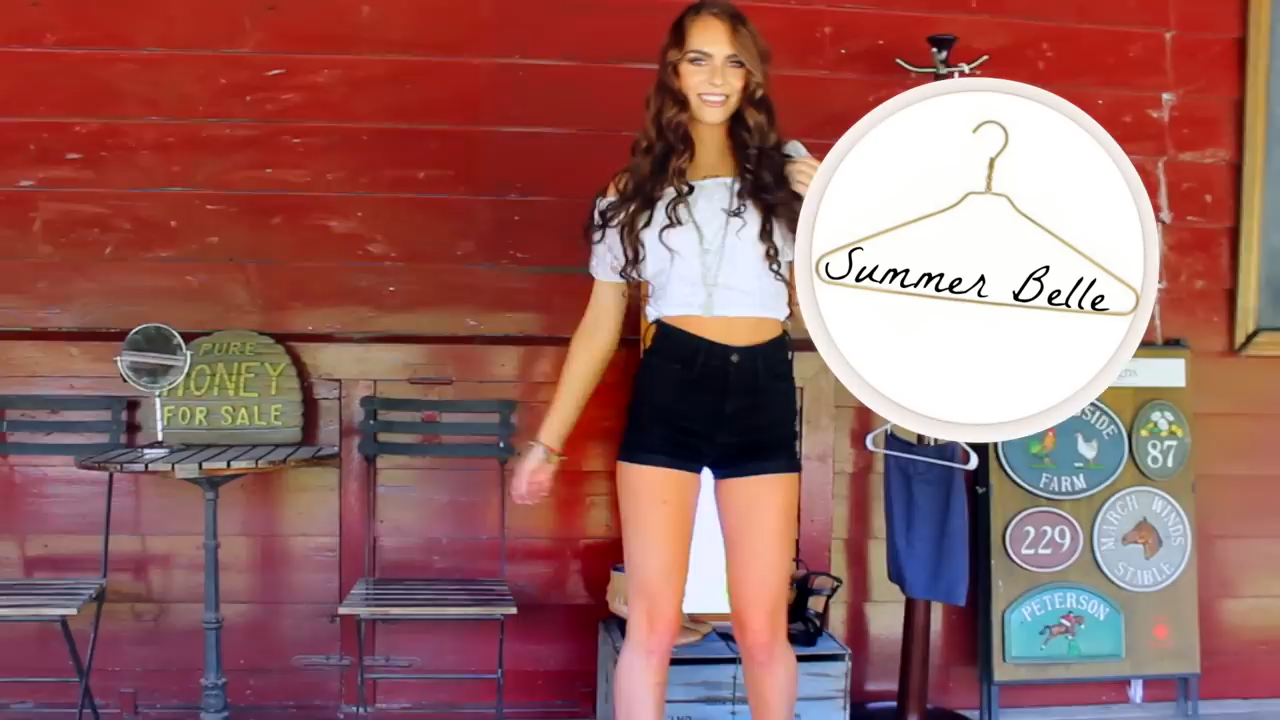 PURE
HONEY
FOR SALE
Summer Belle
SIDE
FARM
87
229
MARCH WINDS
STABLE
PETERSON